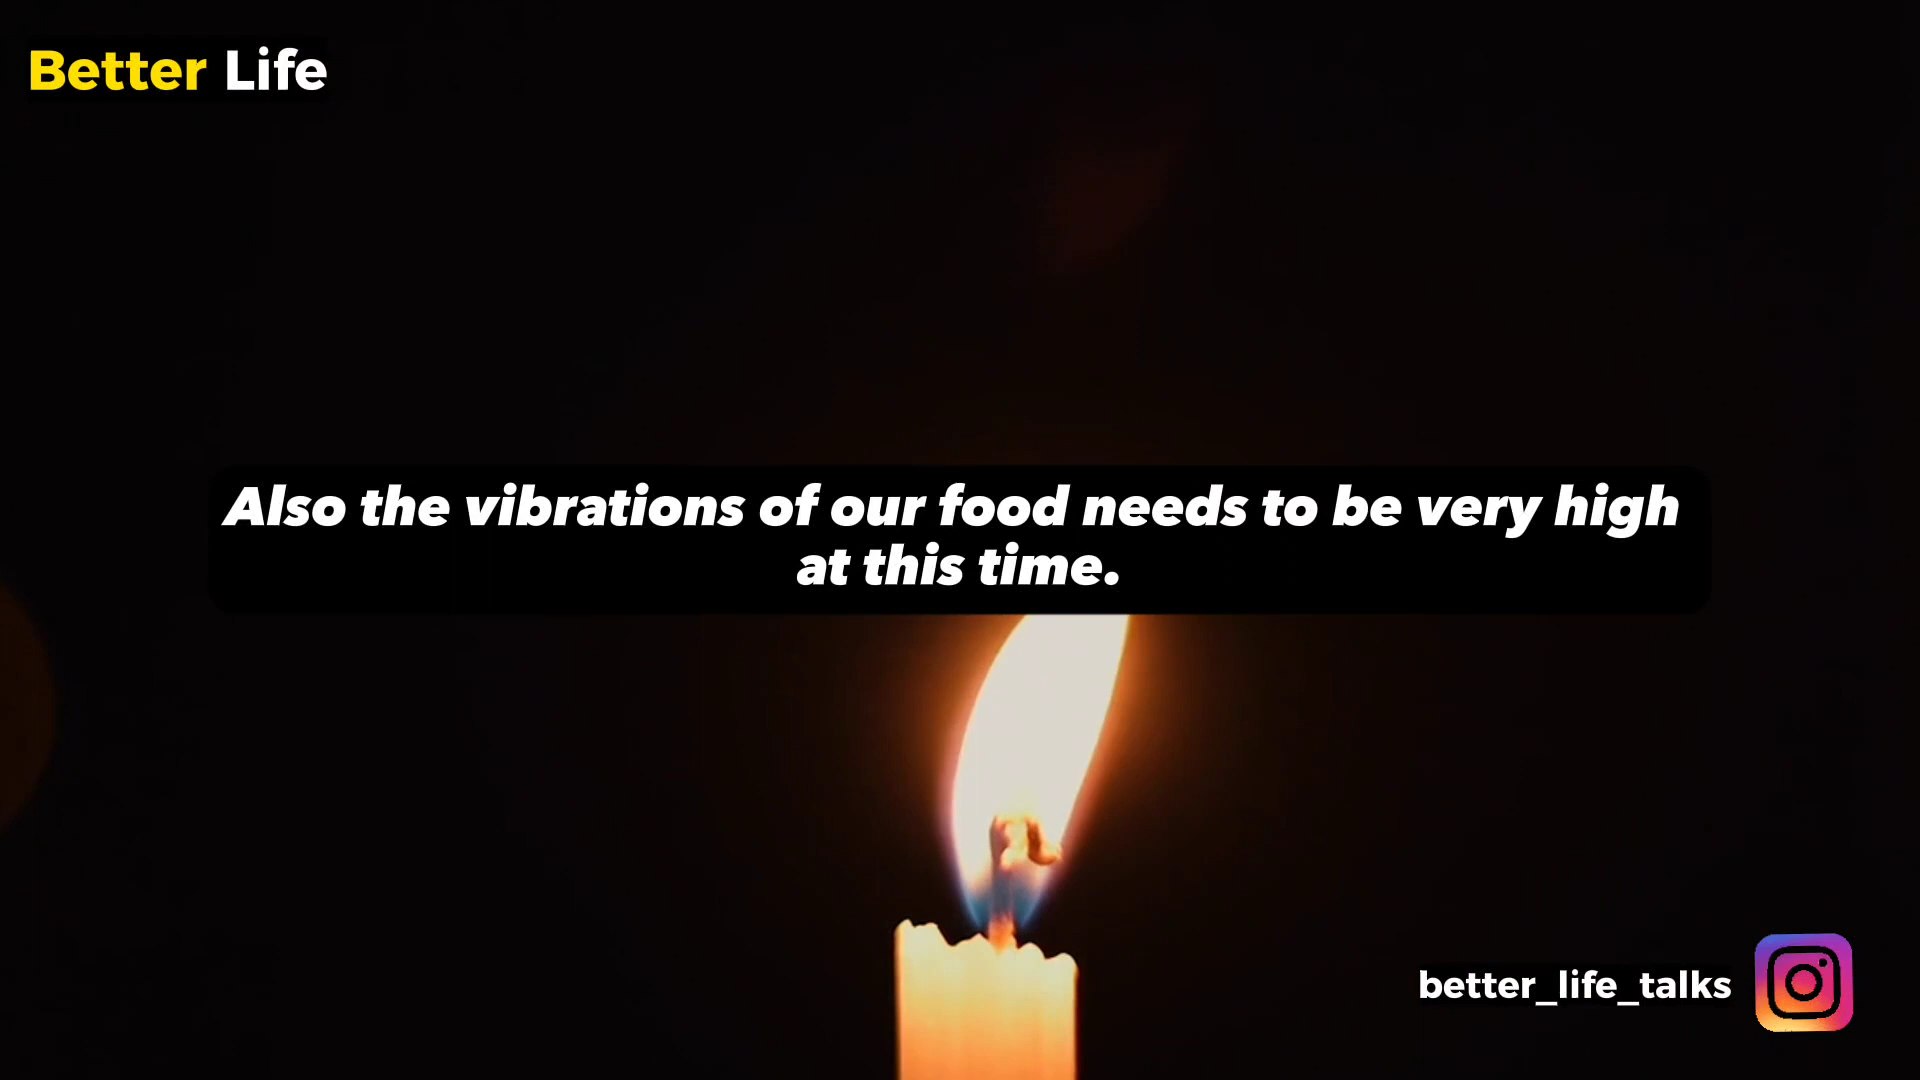 Better Life
Also the vibrations of our food needs to be very high
at this time.
better_life_talks